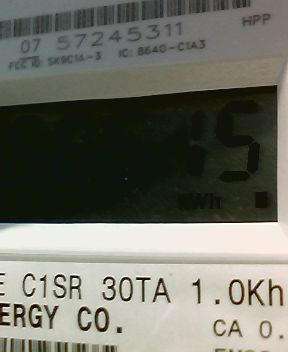 HPP
07 57245311
FCC ID: SK9C1A-3 IC: 8640-C1A3
15
KWh
E C1SR 30TA 1.0Kh
ERGY CO.
CA 0.